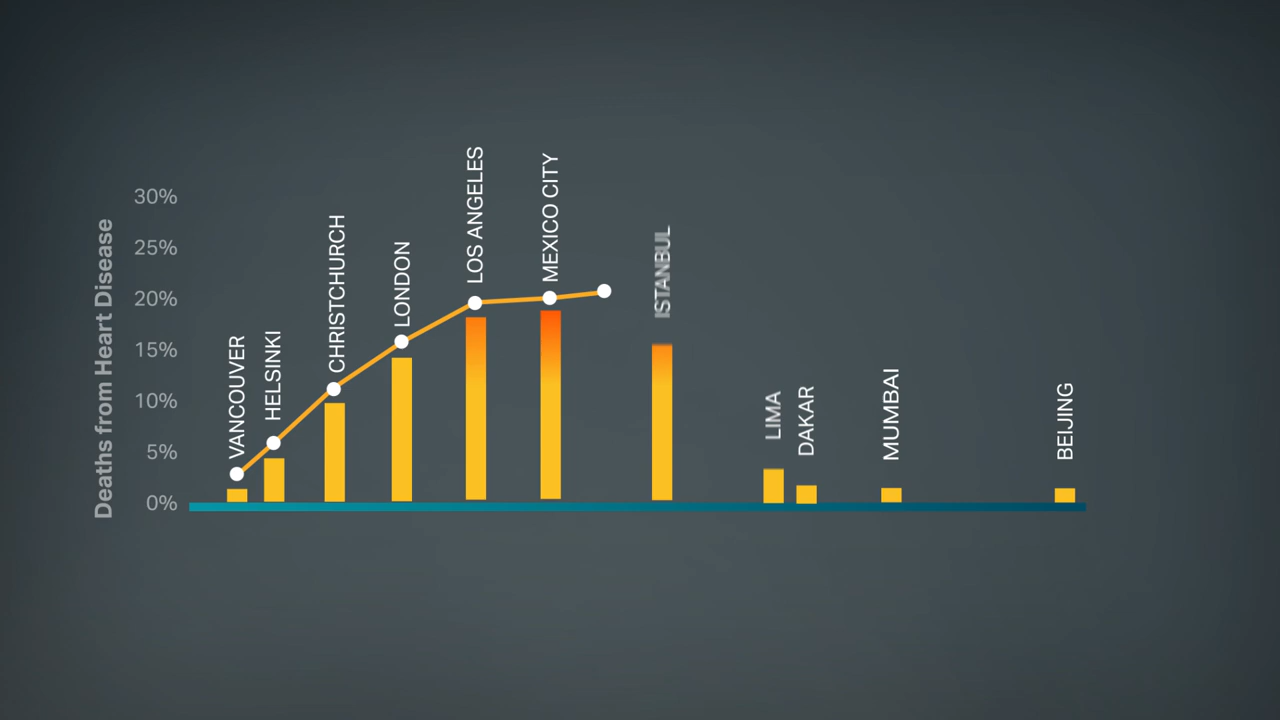 Deaths from Heart Disease
30%
25%
20%
15%
10%
5%
0%
VANCOUVER
HELSINKI
CHRISTCHURCH
LONDON
LOS ANGELES
MEXICO CITY
ISTANBUL
LIMA
DAKAR
MUMBAI
BEIJING